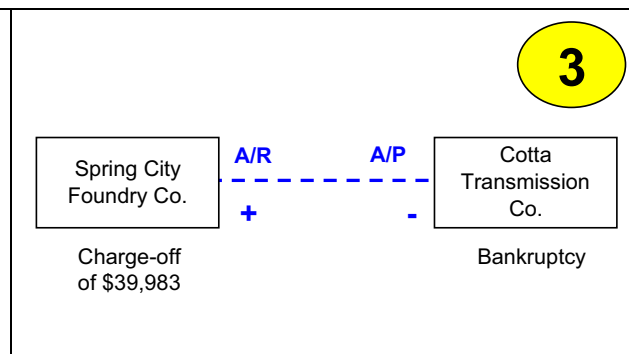 3
Spring City
Foundry Co.
A/R
A/P
Cotta
Transmission
Co.
+
-
Charge-off
of $39,983
Bankruptcy